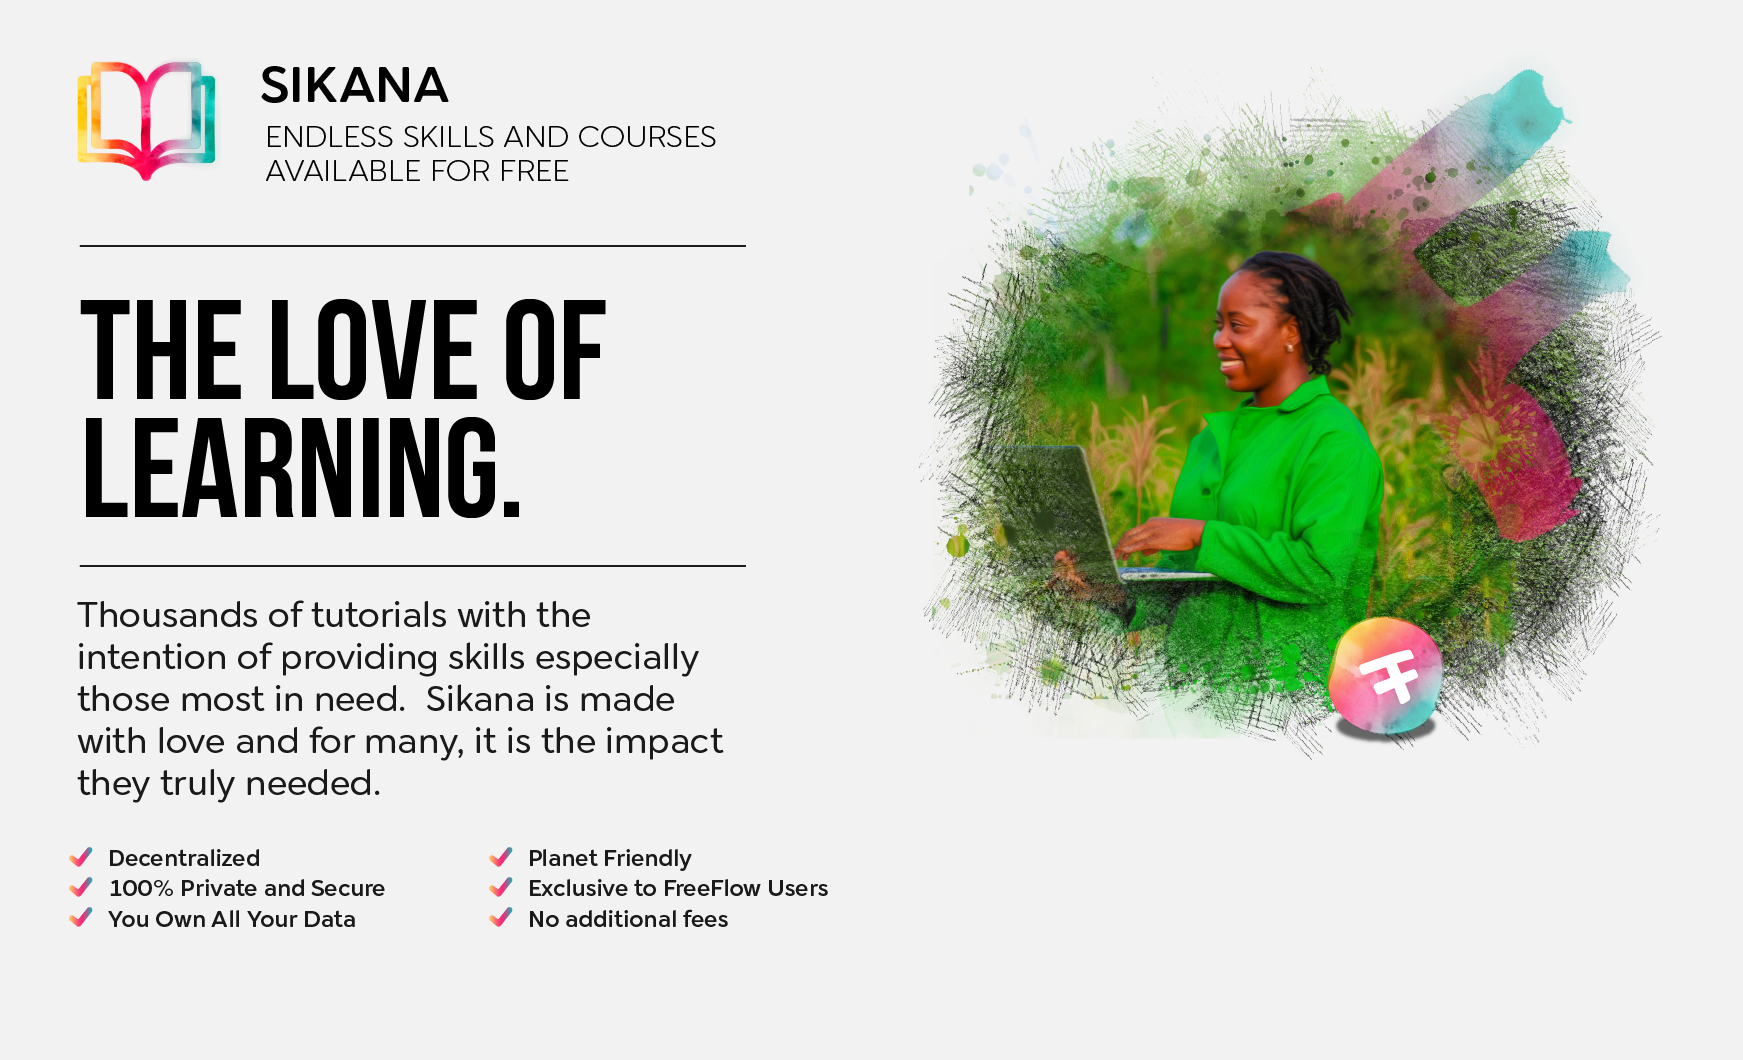 SIKANA
ENDLESS SKILLS AND COURSES
AVAILABLE FOR FREE
THE LOVE OF
LEARNING.
Thousands of tutorials with the
intention of providing skills especially
those most in need.  Sikana is made
with love and for many, it is the impact
they truly needed.
Decentralized
100% Private and Secure
You Own All Your Data
Planet Friendly
Exclusive to FreeFlow Users
No additional fees